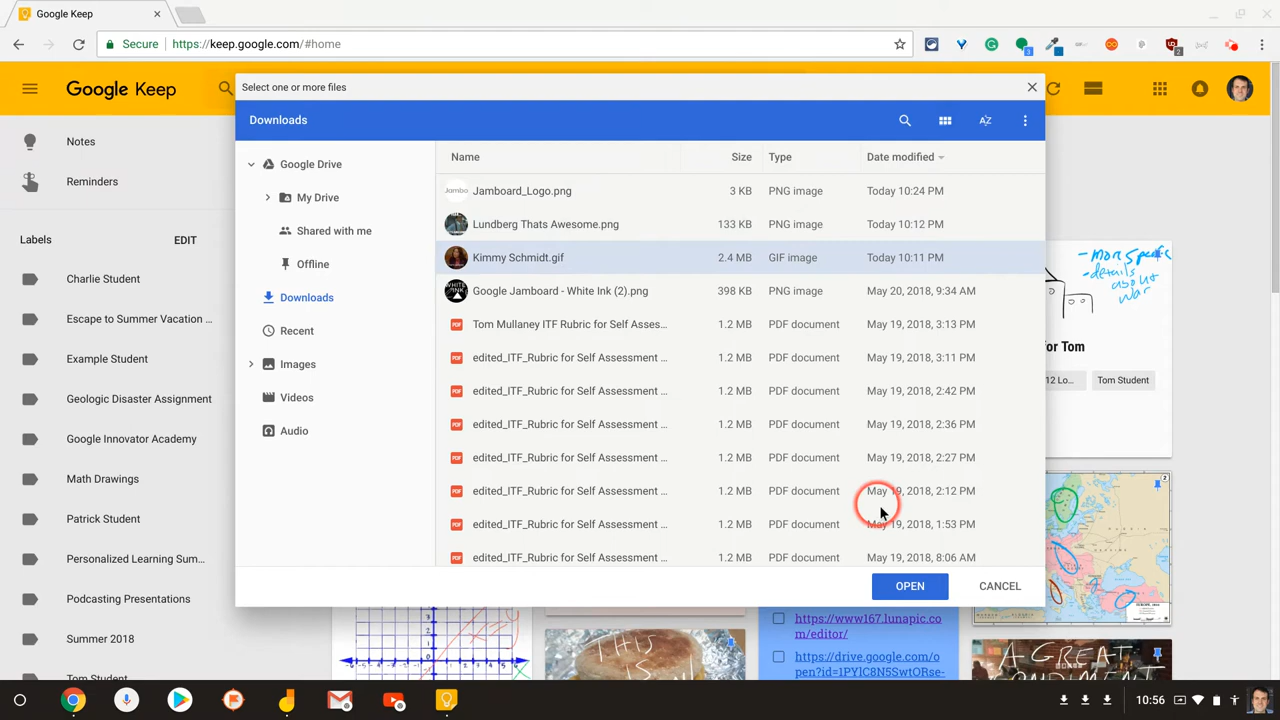 Google Keep
Secure
https://keep.google.com/#home
Google Keep
Select one or more files
Downloads
Notes
Reminders
Labels
EDIT
Charlie Student
Escape to Summer Vacation ...
Example Student
Geologic Disaster Assignment
Google Innovator Academy
Math Drawings
Patrick Student
Personalized Learning Sum...
Podcasting Presentations
Summer 2018
Google Drive
My Drive
Shared with me
Offline
Downloads
Recent
Images
Videos
Audio
Name Size Type Date modified
Jamboard_Logo.png 3 KB PNG image Today 10:24 PM
Lundberg Thats Awesome.png 133 KB PNG image Today 10:12 PM
Kimmy Schmidt.gif 2.4 MB GIF image Today 10:11 PM
Google Jamboard - White Ink (2).png 398 KB PNG image May 20, 2018, 9:34 AM
Tom Mullaney ITF Rubric for Self Asses... 1.2 MB PDF document May 19, 2018, 3:13 PM
edited_ITF_Rubric for Self Assessment ... 1.2 MB PDF document May 19, 2018, 3:11 PM
edited_ITF_Rubric for Self Assessment ... 1.2 MB PDF document May 19, 2018, 2:42 PM
edited_ITF_Rubric for Self Assessment ... 1.2 MB PDF document May 19, 2018, 2:36 PM
edited_ITF_Rubric for Self Assessment ... 1.2 MB PDF document May 19, 2018, 2:27 PM
edited_ITF_Rubric for Self Assessment ... 1.2 MB PDF document May 19, 2018, 2:12 PM
edited_ITF_Rubric for Self Assessment ... 1.2 MB PDF document May 19, 2018, 1:53 PM
edited_ITF_Rubric for Self Assessment ... 1.2 MB PDF document May 19, 2018, 8:06 AM
OPEN CANCEL
- more specific
- details
about
war
for Tom
12 Lo... Tom Student
https://www167.lunapic.co
m/editor/
https://drive.google.com/o
THIS
A GREAT
10:56